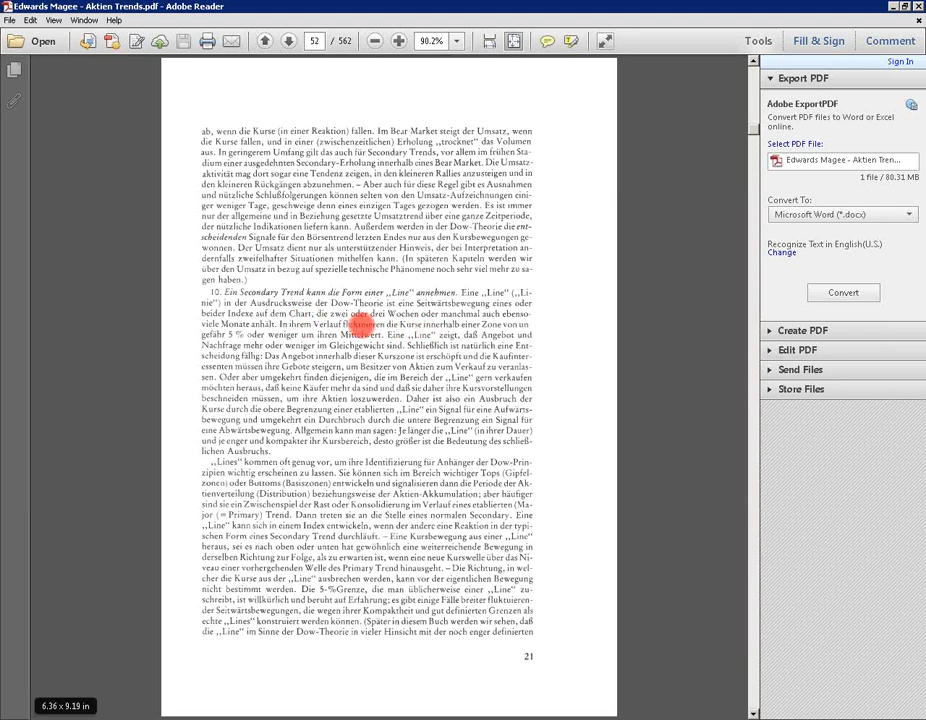 Edwards Magee - Aktien Trends.pdf - Adobe Reader
File Edit View Window Help
Open 52 / 562 90.2% Tools Fill & Sign Comment
Sign In
Export PDF
Adobe ExportPDF
Convert PDF files to Word or Excel
online.
Select PDF File:
Edwards Magee - Aktien Tren...
1 file / 80.31 MB
Convert To:
Microsoft Word (*.docx)
Recognize Text in English(U.S.)
Change
Convert
Create PDF
Edit PDF
Send Files
Store Files
ab, wenn die Kurse (in einer Reaktion) fallen. Im Bear Market steigt der Umsatz, wenn
die Kurse fallen, und in einer (zwischenzeitlichen) Erholung ,,trocknet" das Volumen
aus. In geringerem Umfang gilt das auch für Secondary Trends, vor allem im frühen Sta-
dium einer ausgedehnten Secondary-Erholung innerhalb eines Bear Market. Die Umsatz-
aktivität mag dort sogar eine Tendenz zeigen, in den kleineren Rallies anzusteigen und in
den kleineren Rückgängen abzunehmen. – Aber auch für diese Regel gibt es Ausnahmen
und nützliche Schlußfolgerungen können selten von den Umsatz-Aufzeichnungen eini-
ger weniger Tage, geschweige denn eines einzigen Tages gezogen werden. Es ist immer
nur der allgemeine und in Beziehung gesetzte Umsatztrend über eine ganze Zeitperiode,
der nützliche Indikationen liefern kann. Außerdem werden in der Dow-Theorie die ent-
scheidenden Signale für den Börsentrend letzten Endes nur aus den Kursbewegungen ge-
wonnen. Der Umsatz dient nur als unterstützender Hinweis, der bei Interpretation an-
dernfalls zweifelhafter Situationen mithelfen kann. (In späteren Kapiteln werden wir
über den Umsatz in bezug auf spezielle technische Phänomene noch sehr viel mehr zu sa-
gen haben.)
10. Ein Secondary Trend kann die Form einer ,,Line" annehmen. Eine ,,Line" (,,Li-
nie") in der Ausdrucksweise der Dow-Theorie ist eine Seitwärtsbewegung eines oder
beider Indexe auf dem Chart, die zwei oder drei Wochen oder manchmal auch ebenso-
viele Monate anhält. In ihrem Verlauf fluktuieren die Kurse innerhalb einer Zone von un
gefähr 5 % oder weniger um ihren Mittelwert. Eine ,,Line" zeigt, daß Angebot und
Nachfrage mehr oder weniger im Gleichgewicht sind. Schließlich ist natürlich eine Ent-
scheidung fällig: Das Angebot innerhalb dieser Kurszone ist erschöpft und die Kaufinter-
essenten müssen ihre Gebote steigern, um Besitzer von Aktien zum Verkauf zu veranlas-
sen. Oder aber umgekehrt finden diejenigen, die im Bereich der ,,Line" gern verkaufen
möchten heraus, daß keine Käufer mehr da sind und daß sie daher ihre Kursvorstellungen
beschneiden müssen, um ihre Aktien loszuwerden. Daher ist also ein Ausbruch der
Kurse durch die obere Begrenzung einer etablierten ,,Line" ein Signal für eine Aufwärts-
bewegung und umgekehrt ein Durchbruch durch die untere Begrenzung ein Signal für
eine Abwärtsbewegung. Allgemein kann man sagen: Je länger die ,,Line" (in ihrer Dauer)
und je enger und kompakter ihr Kursbereich, desto größer ist die Bedeutung des schließ-
lichen Ausbruchs.
,,Lines" kommen oft genug vor, um ihre Identifizierung für Anhänger der Dow-Prin-
zipien wichtig erscheinen zu lassen. Sie können sich im Bereich wichtiger Tops (Gipfel-
zonen) oder Bottoms (Basiszonen) entwickeln und signalisieren dann die Periode der Ak-
tienverteilung (Distribution) beziehungsweise der Aktien-Akkumulation; aber häufiger
sind sie ein Zwischenspiel der Rast oder Konsolidierung im Verlauf eines etablierten (Ma-
jor (= Primary) Trend. Dann treten sie an die Stelle eines normalen Secondary. Eine
,,Line" kann sich in einem Index entwickeln, wenn der andere eine Reaktion in der typi-
schen Form eines Secondary Trend durchläuft. – Eine Kursbewegung aus einer ,,Line"
heraus, sei es nach oben oder unten hat gewöhnlich eine weiterreichende Bewegung in
derselben Richtung zur Folge, als zu erwarten ist, wenn eine neue Kurswelle über das Ni-
veau einer vorhergehenden Welle des Primary Trend hinausgeht. – Die Richtung, in wel-
cher die Kurse aus der ,,Line" ausbrechen werden, kann vor der eigentlichen Bewegung
nicht bestimmt werden. Die 5-%Grenze, die man üblicherweise einer ,,Line" zu-
schreibt, ist willkürlich und beruht auf Erfahrung; es gibt einige Fälle breiter fluktuieren-
der Seitwärtsbewegungen, die wegen ihrer Kompaktheit und gut definierten Grenzen als
echte ,,Lines" konstruiert werden können. (Später in diesem Buch werden wir sehen, daß
die ,,Line" im Sinne der Dow-Theorie in vieler Hinsicht mit der noch enger definierten
21
6.36 x 9.19 in